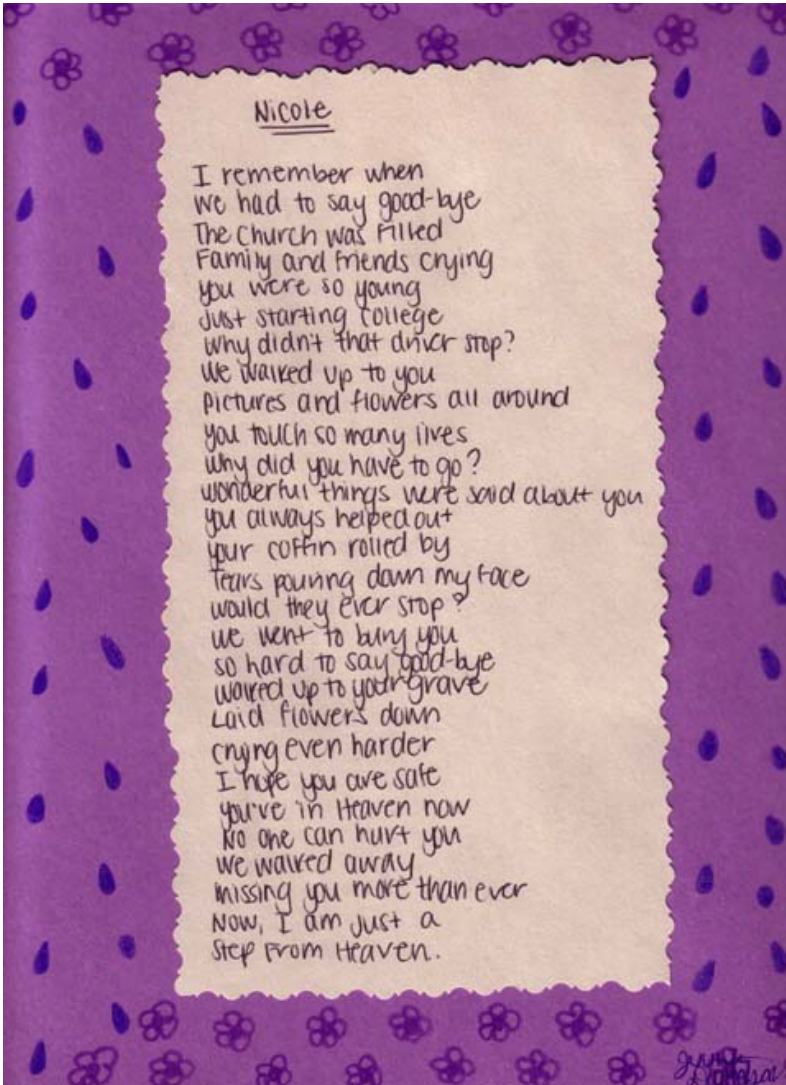 Nicole
I remember when
we had to say good-bye
The Church was Filled
Family and friends crying
you were so young
Just starting college
why didn't that driver stop?
We walked up to you
pictures and flowers all around
you touch so many lives
why did you have to go?
wonderful things were said about you
you always helped out
your coffin rolled by
Tears pouring down my face
would they ever stop?
we went to bury you
so hard to say good-bye
walked up to your grave
Laid flowers down
crying even harder
I hope you are safe
you're in Heaven now
No one can hurt you
We walked away
missing you more than ever
Now, I am just a
Step From Heaven.